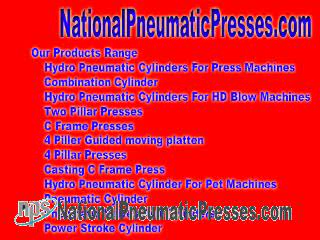 NationalPneumaticPresses.com
Our Products Range
Hydro Pneumatic Cylinders For Press Machines
Combination Cylinder
Hydro Pneumatic Cylinders For HD Blow Machines
Two Pillar Presses
C Frame Presses
4 Piller Guided moving platten
4 Pillar Presses
Casting C Frame Press
Hydro Pneumatic Cylinder For Pet Machines
Pneumatic Cylinder
NationalPneumaticPresses.com
Power Stroke Cylinder